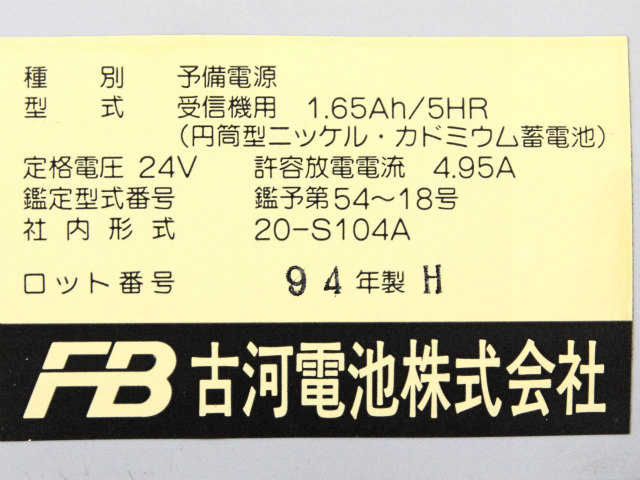 種 別 予備電源
型 式 受信機用 1.65Ah/5HR
(円筒型ニッケル・カドミウム蓄電池)
定格電圧 24V 許容放電電流 4.95A
鑑定型式番号 鑑予第54〜18号
社内形式 20-S104A
ロット番号 94年製 H
FB 古河電池株式会社